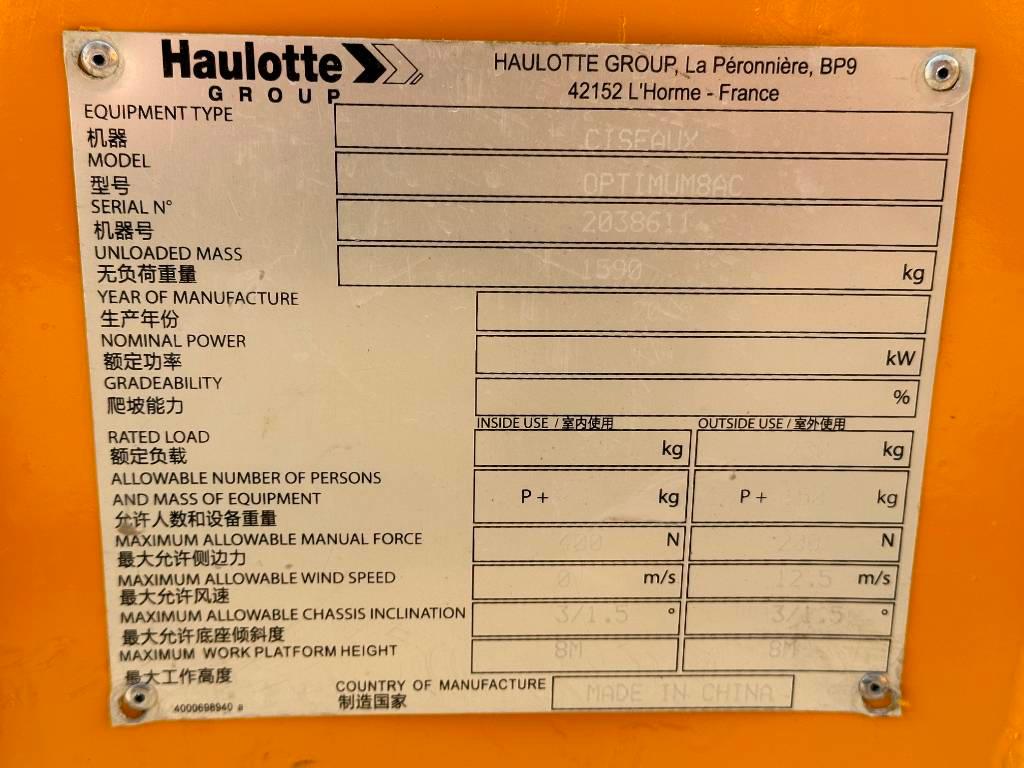 Haulotte
GROUP
HAULOTTE GROUP, La Péronnière, BP9
42152 L'Horme - France
EQUIPMENT TYPE
机器
CISEAUX
MODEL
型号
OPTIMUM8AC
SERIAL N°
机器号
2038611
UNLOADED MASS
无负荷重量
1590 kg
YEAR OF MANUFACTURE
生产年份
NOMINAL POWER
额定功率
kW
GRADEABILITY
爬坡能力
%
INSIDE USE / 室内使用 OUTSIDE USE / 室外使用
RATED LOAD
额定负载
kg kg
ALLOWABLE NUMBER OF PERSONS
AND MASS OF EQUIPMENT
允许人数和设备重量
P + kg P + kg
MAXIMUM ALLOWABLE MANUAL FORCE
最大允许侧边力
400 N N
MAXIMUM ALLOWABLE WIND SPEED
最大允许风速
0 m/s 12.5 m/s
MAXIMUM ALLOWABLE CHASSIS INCLINATION
最大允许底座倾斜度
3/1.5 ° 3/1.5 °
MAXIMUM WORK PLATFORM HEIGHT
最大工作高度
8M 8M
COUNTRY OF MANUFACTURE
制造国家
MADE IN CHINA
4000698940 a